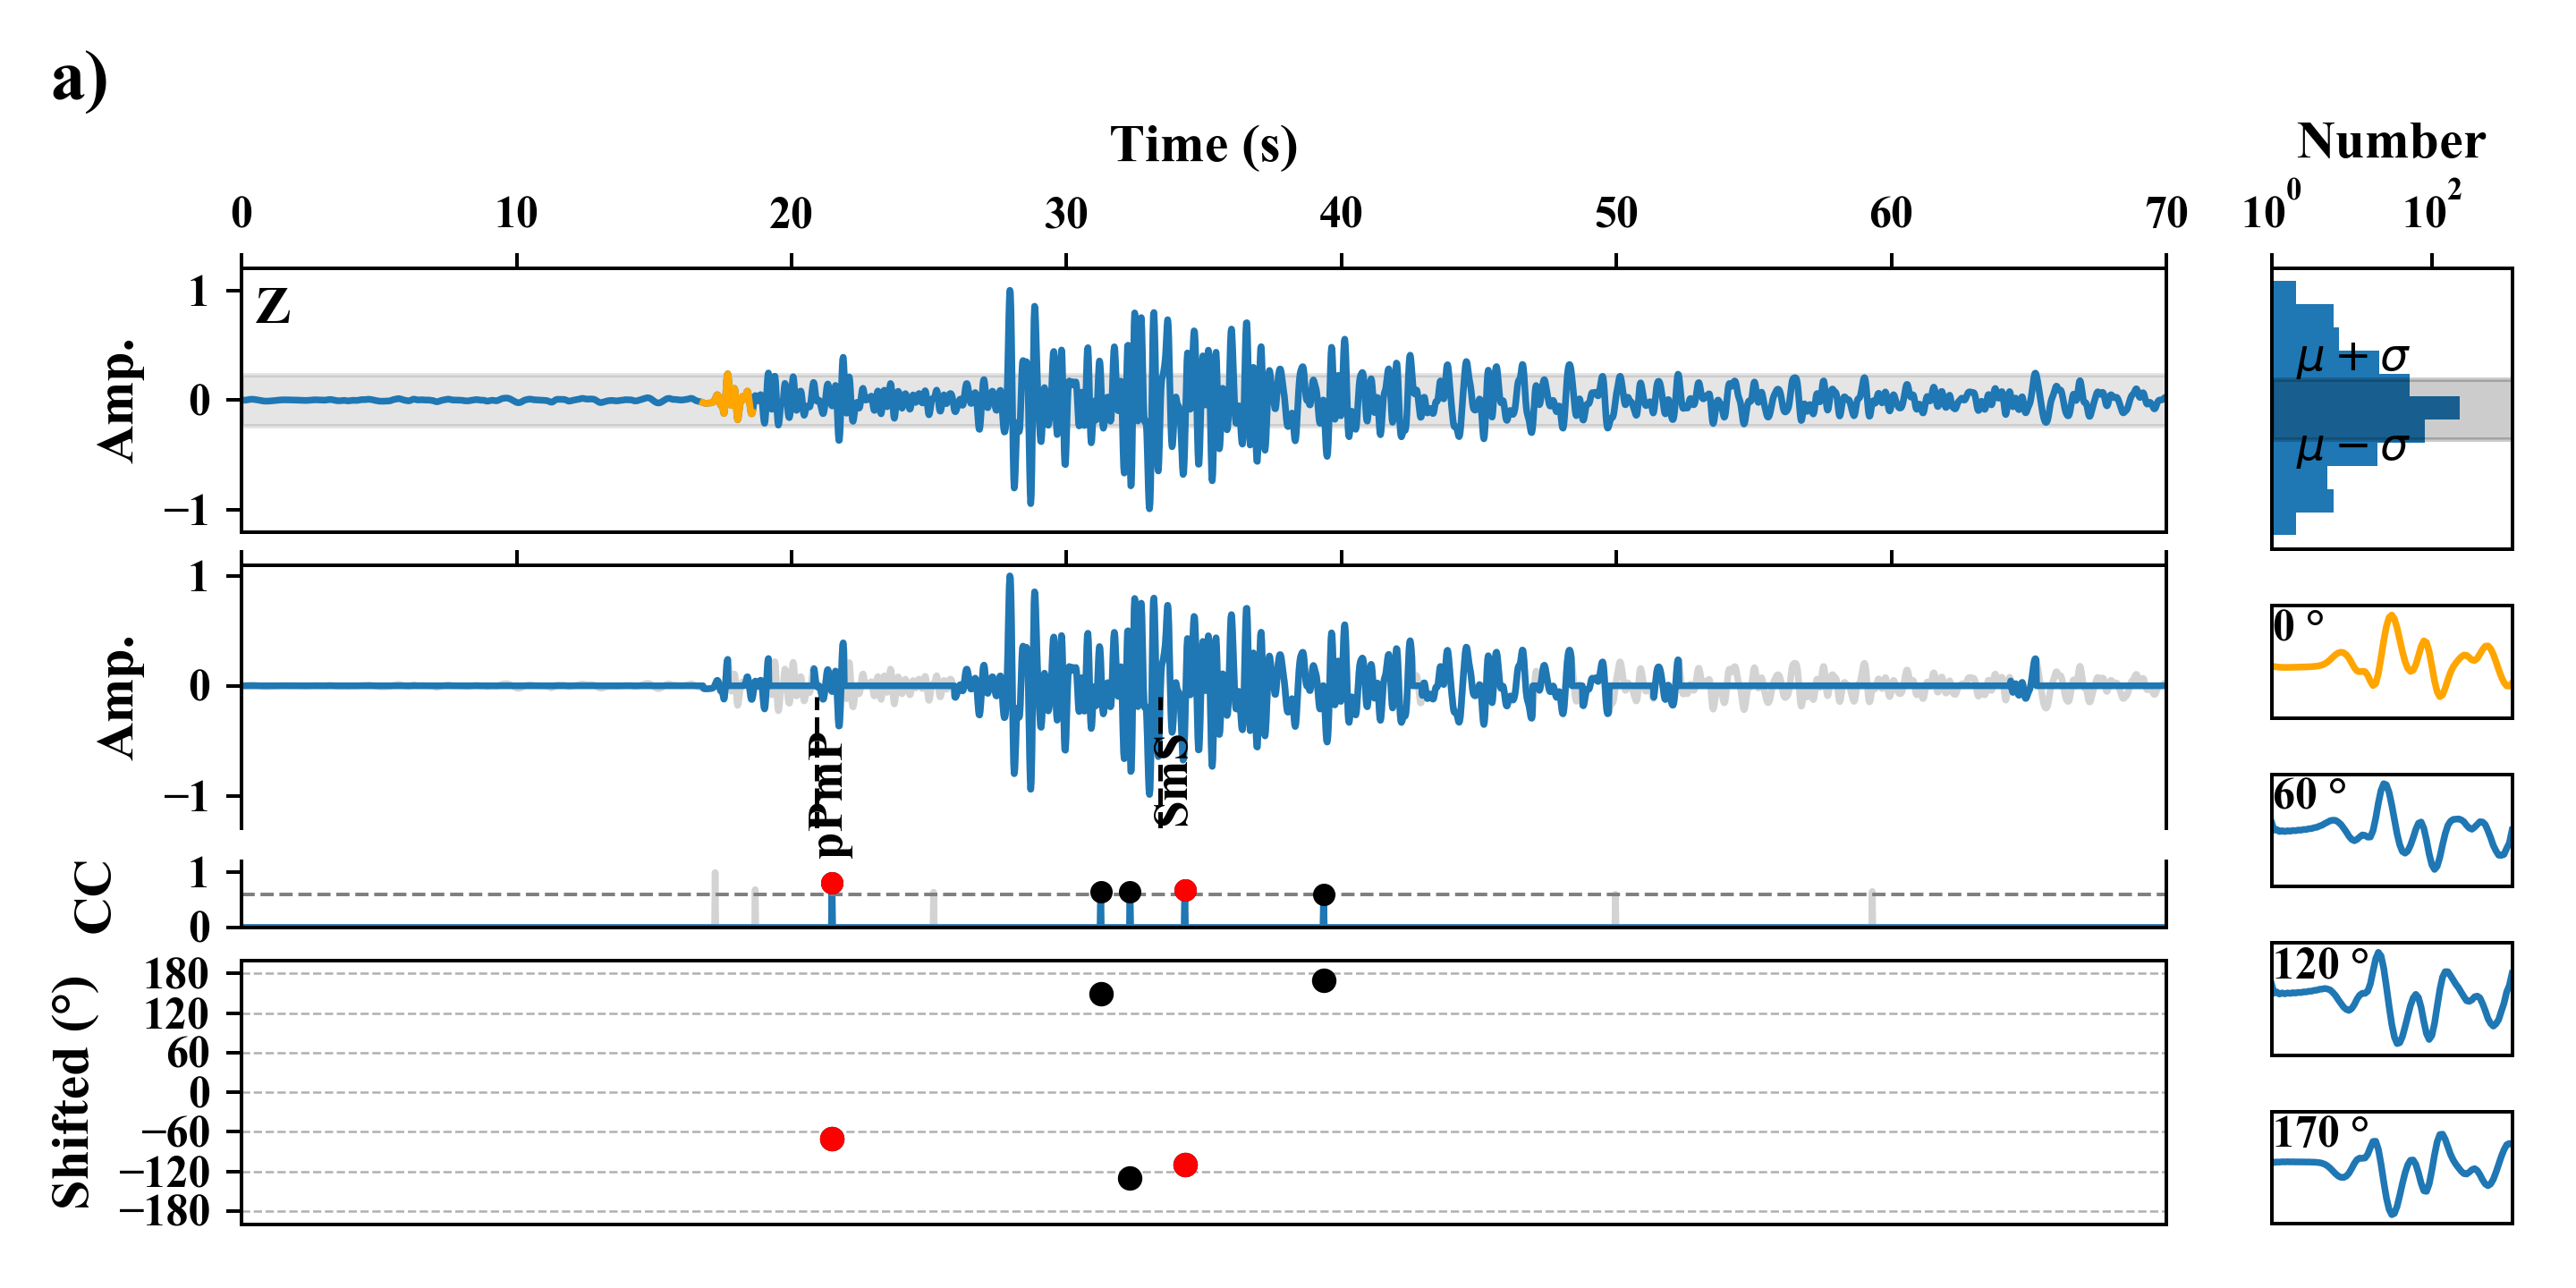 a)
Time (s)
Number
0 10 20 30 40 50 60 70
10^0 10^2
Z
Amp.
1
0
−1
μ + σ
μ − σ
Amp.
1
0
−1
pPmP
SmS
0 °
60 °
CC
1
0
120 °
Shifted (°)
180
120
60
0
−60
−120
−180
170 °